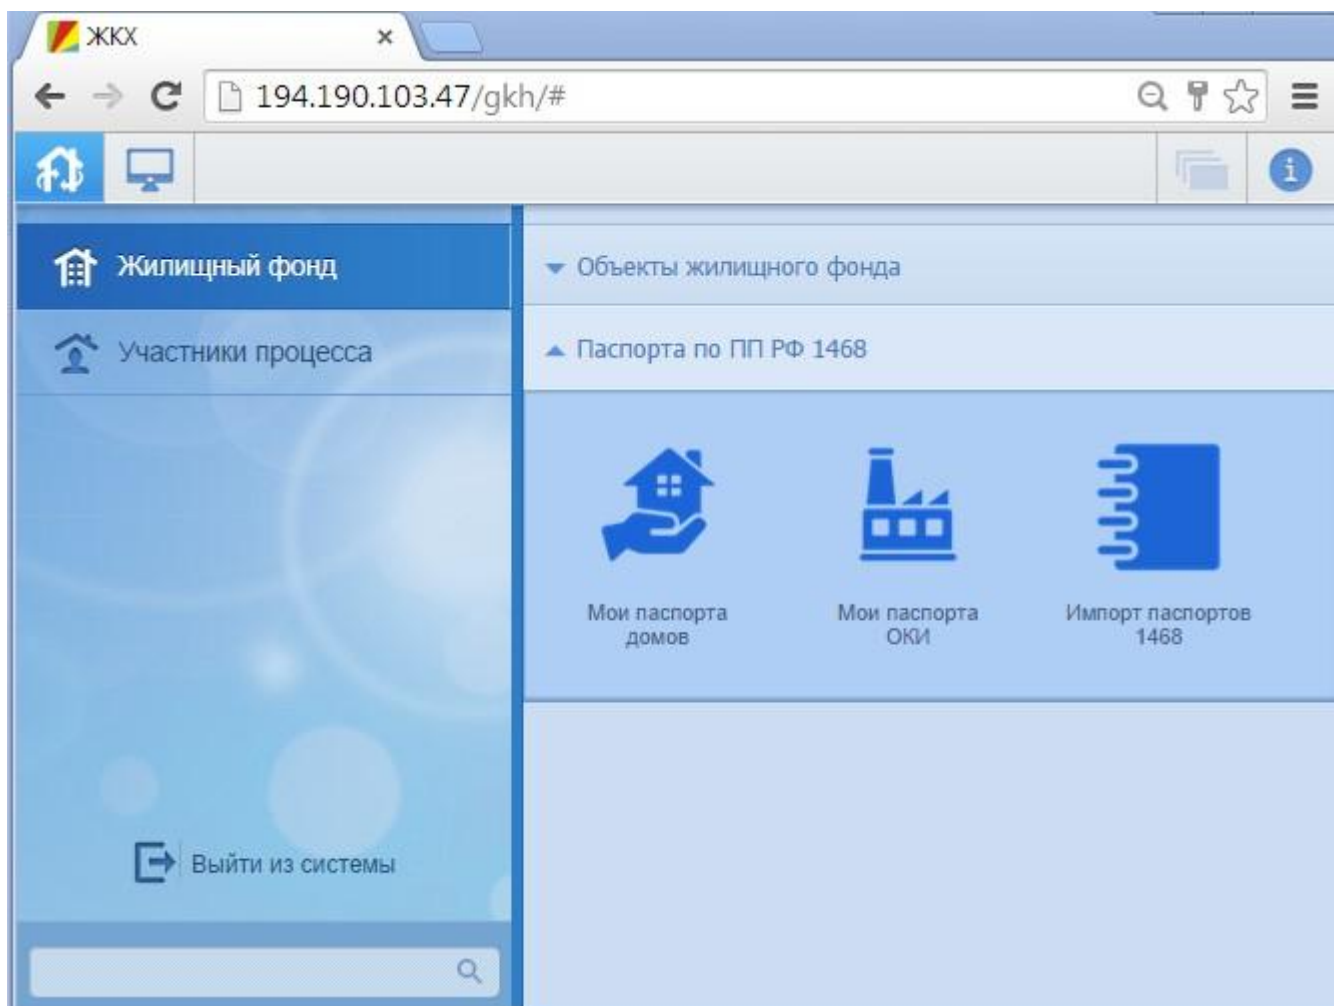 ЖКХ
194.190.103.47/gkh/#
Жилищный фонд
Объекты жилищного фонда
Участники процесса
Паспорта по ПП РФ 1468
Мои паспорта
домов
Мои паспорта
ОКИ
Импорт паспортов
1468
Выйти из системы